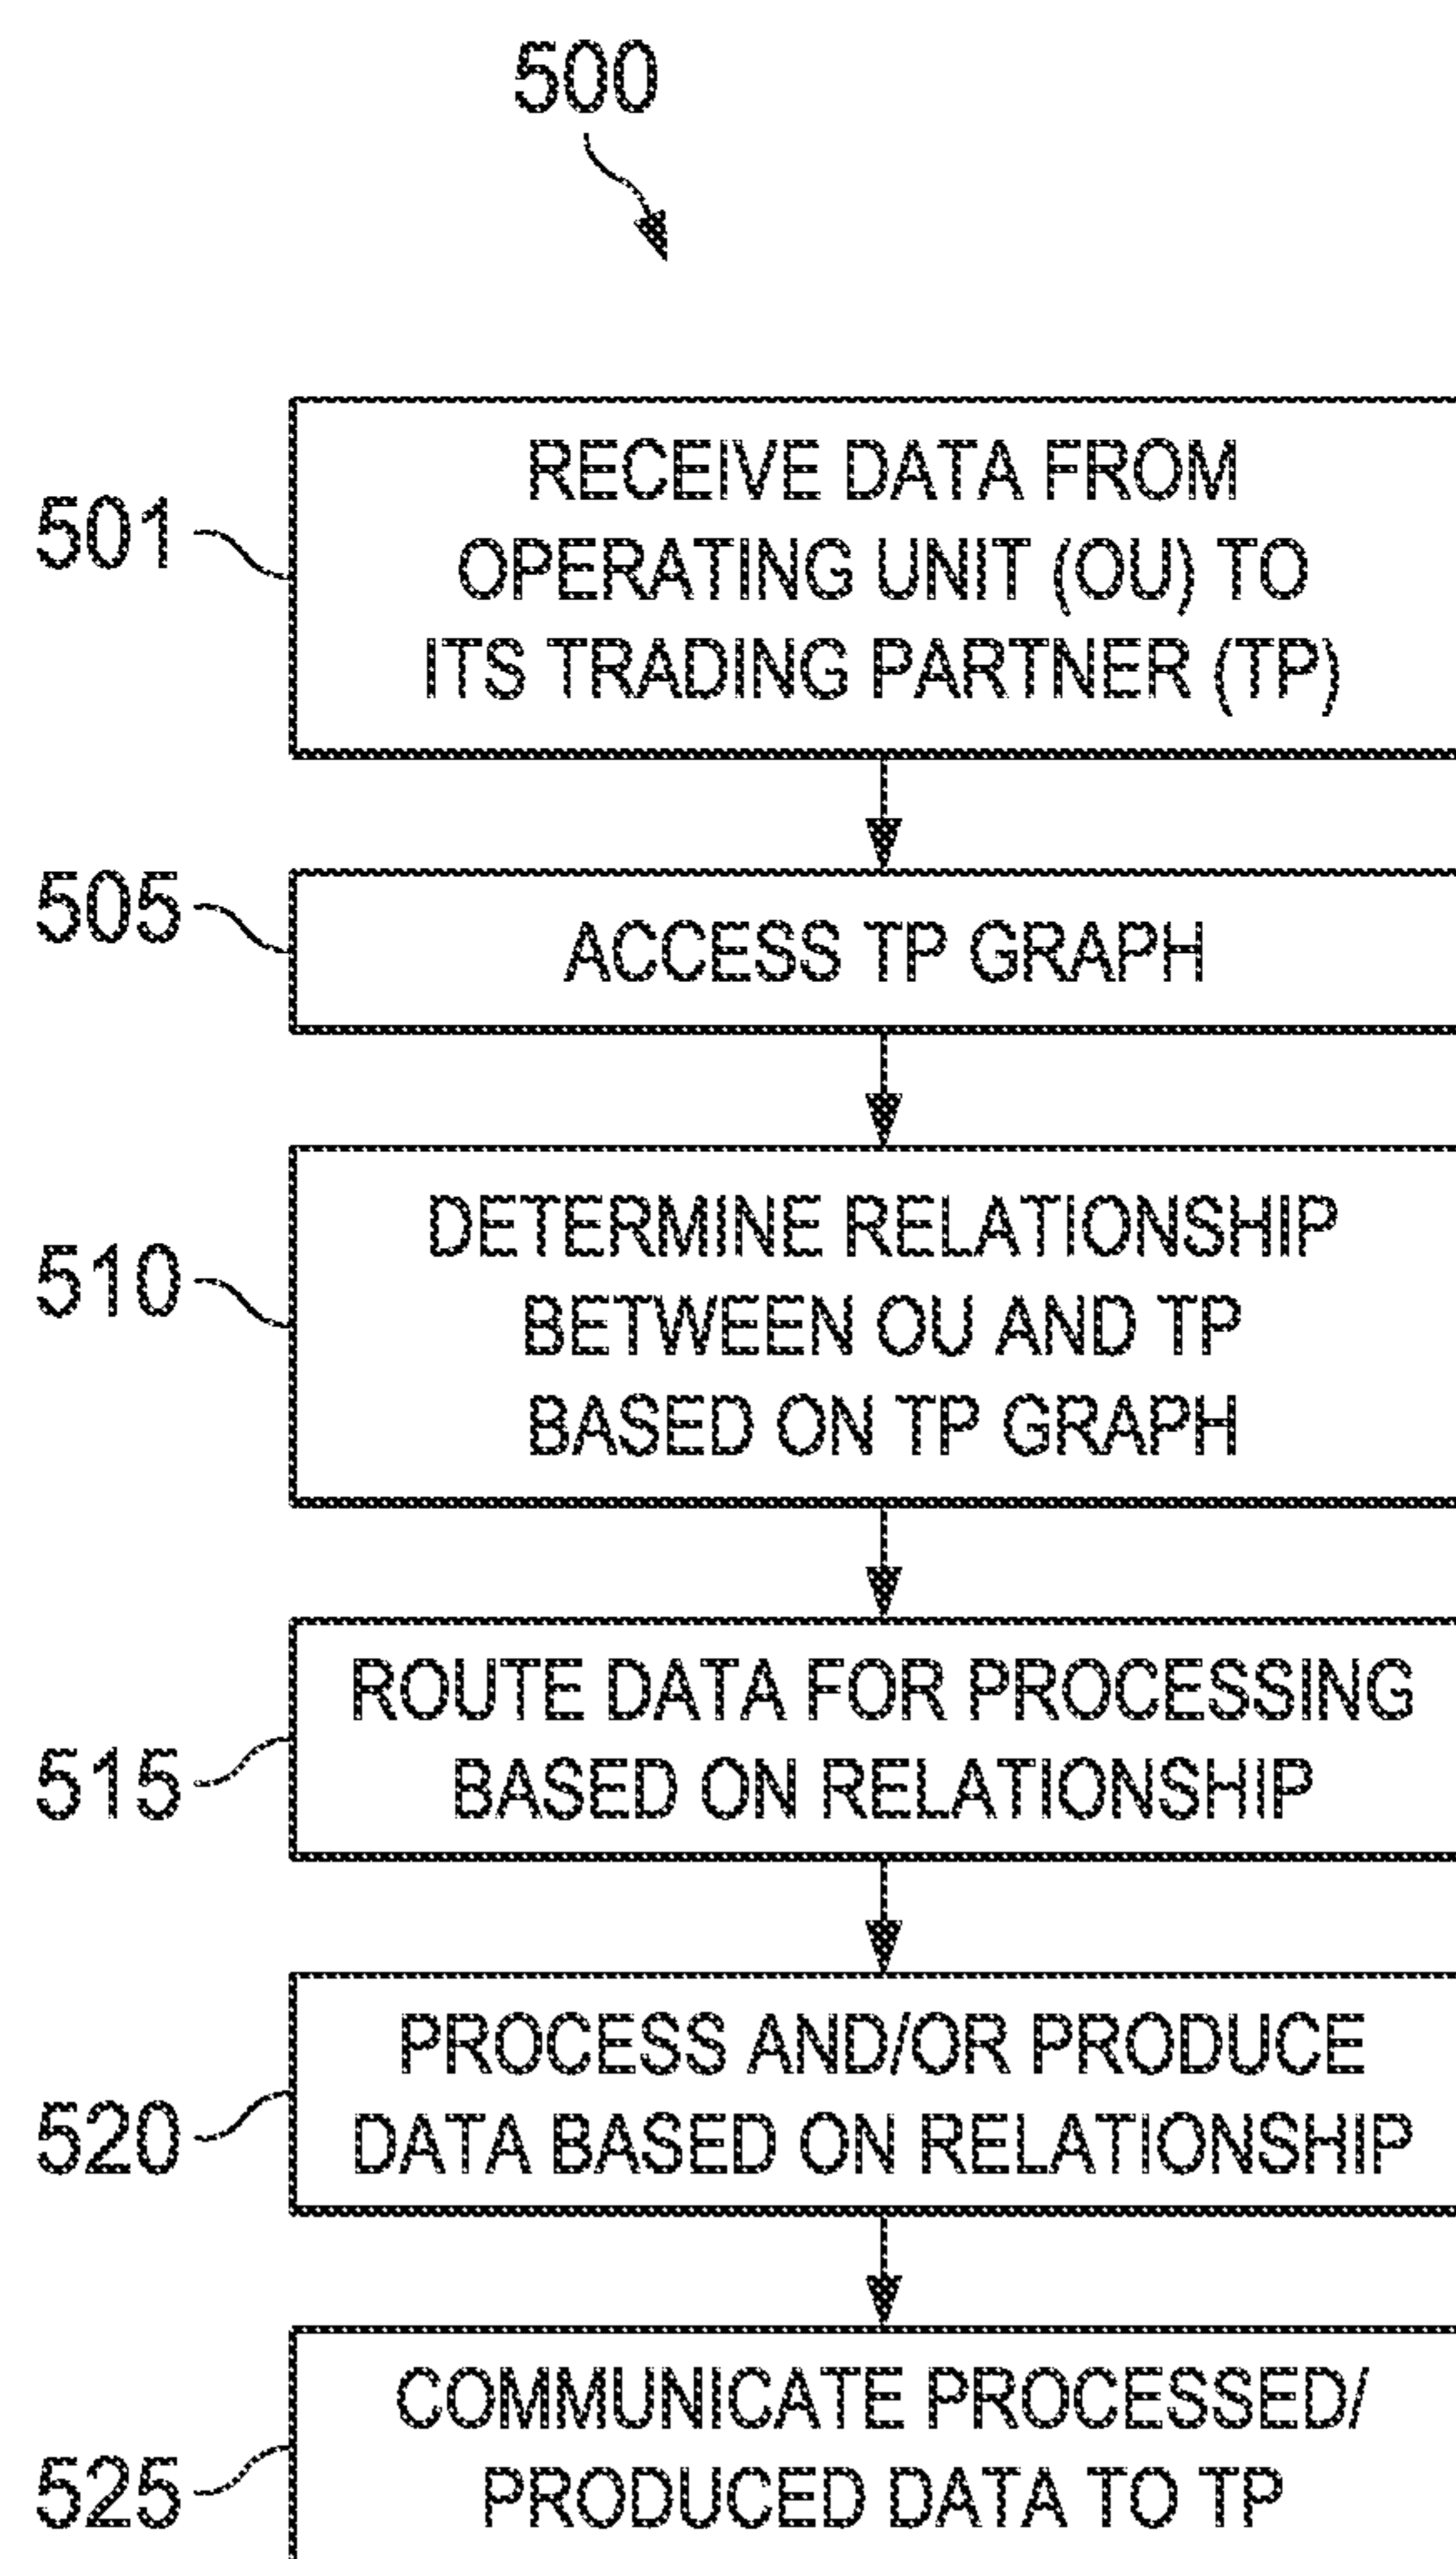 500
501
RECEIVE DATA FROM
OPERATING UNIT (OU) TO
ITS TRADING PARTNER (TP)
505
ACCESS TP GRAPH
510
DETERMINE RELATIONSHIP
BETWEEN OU AND TP
BASED ON TP GRAPH
515
ROUTE DATA FOR PROCESSING
BASED ON RELATIONSHIP
520
PROCESS AND/OR PRODUCE
DATA BASED ON RELATIONSHIP
525
COMMUNICATE PROCESSED/
PRODUCED DATA TO TP